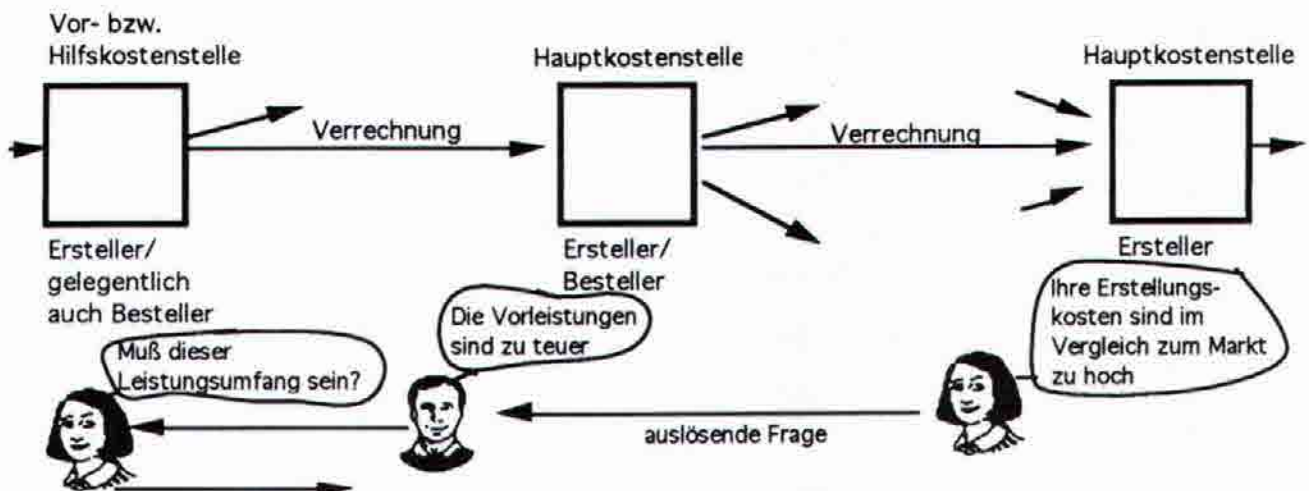 Vor- bzw.
Hilfskostenstelle
Hauptkostenstelle
Hauptkostenstelle
Verrechnung
Verrechnung
Ersteller/
gelegentlich
auch Besteller
Ersteller/
Besteller
Ersteller
Muß dieser
Leistungsumfang sein?
Die Vorleistungen
sind zu teuer
Ihre Erstellungs-
kosten sind im
Vergleich zum Markt
zu hoch
auslösende Frage